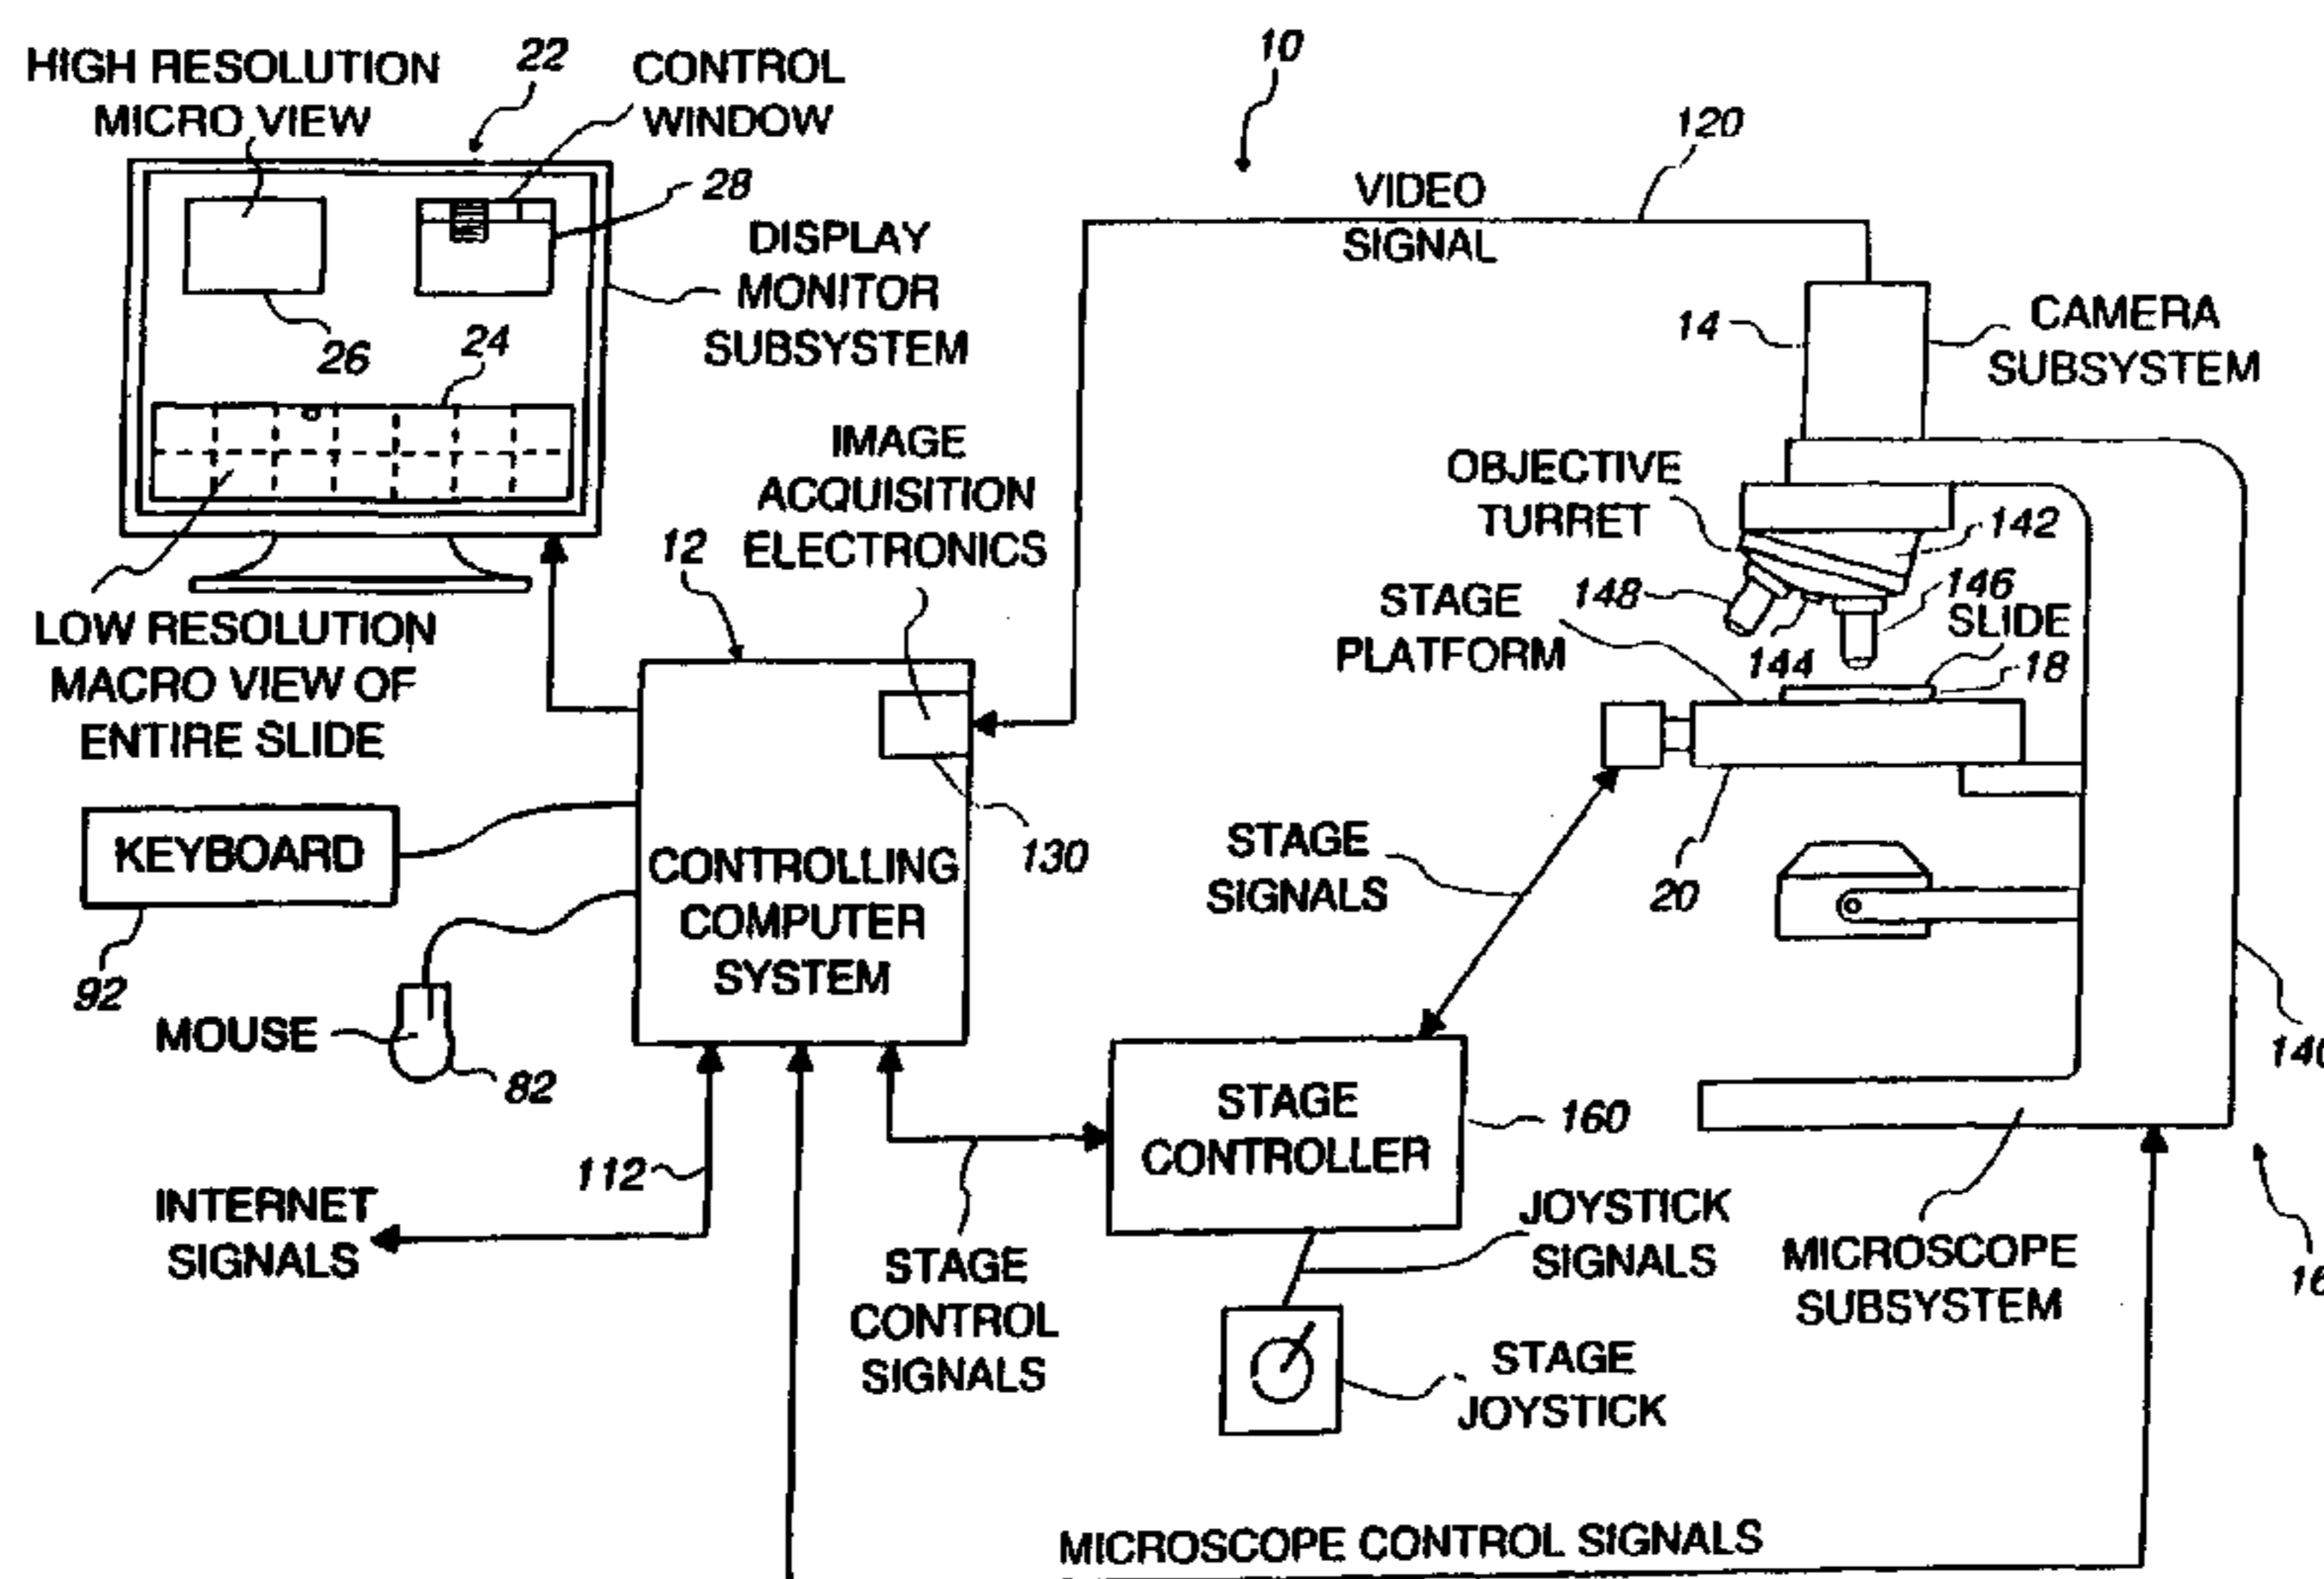 HIGH RESOLUTION
MICRO VIEW
22
CONTROL
WINDOW
28
DISPLAY
MONITOR
SUBSYSTEM
26
24
LOW RESOLUTION
MACRO VIEW OF
ENTIRE SLIDE
10
120
VIDEO
SIGNAL
14
CAMERA
SUBSYSTEM
IMAGE
ACQUISITION
ELECTRONICS
12
OBJECTIVE
TURRET
142
148
146
144
STAGE
PLATFORM
SLIDE
18
20
130
KEYBOARD
92
CONTROLLING
COMPUTER
SYSTEM
MOUSE
82
STAGE
SIGNALS
STAGE
CONTROLLER
160
112
INTERNET
SIGNALS
STAGE
CONTROL
SIGNALS
JOYSTICK
SIGNALS
STAGE
JOYSTICK
MICROSCOPE
SUBSYSTEM
16
MICROSCOPE CONTROL SIGNALS